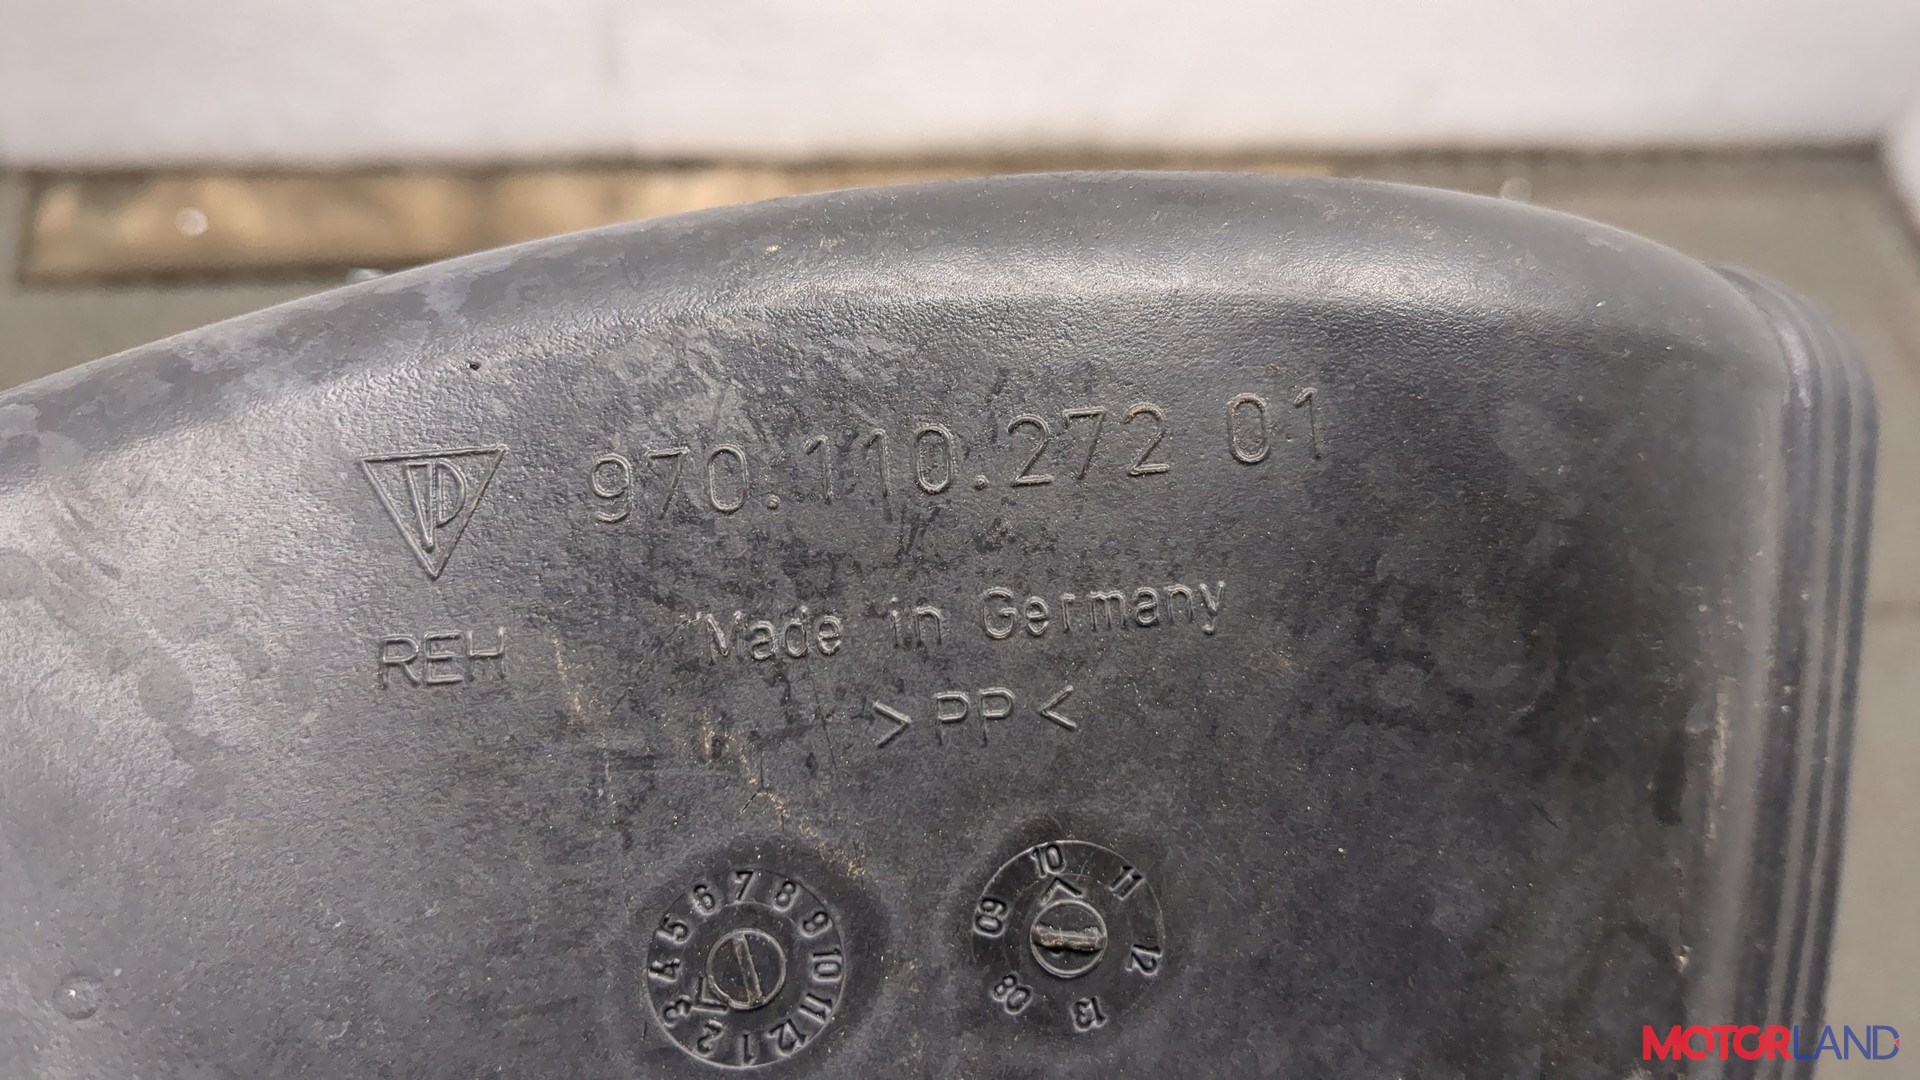 970.110.272 01
REH
Made in Germany
>PP<
1 2 3 4 5 6 7 8 9 10 11 12
08 09 10 11 12 13
MOTORLAND